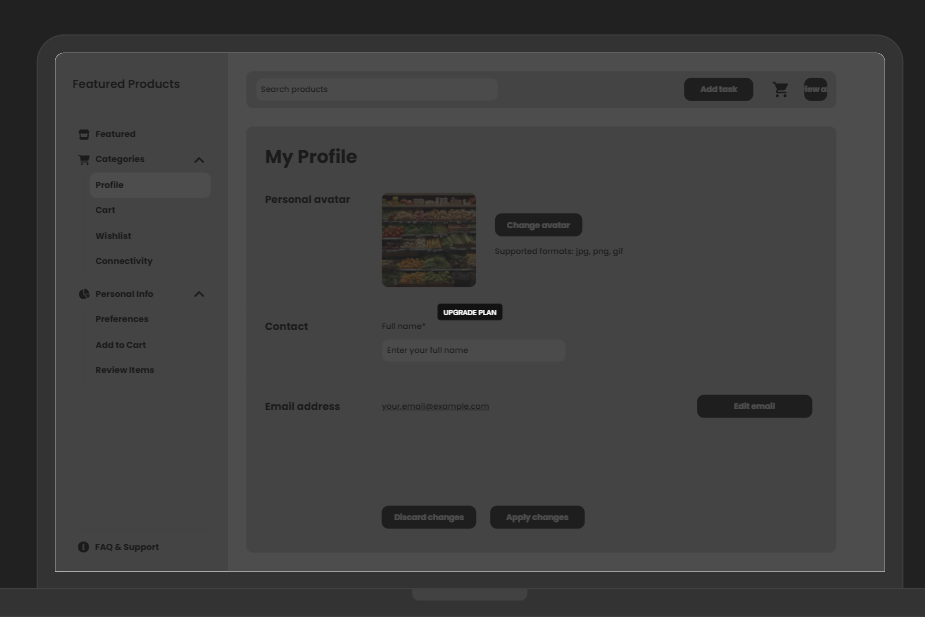 Featured Products
Search products
Add task
Featured
Categories
Profile
Cart
Wishlist
Connectivity
Personal Info
Preferences
Add to Cart
Review Items
FAQ & Support
My Profile
Personal avatar
Change avatar
Supported formats: jpg, png, gif
UPGRADE PLAN
Contact
Full name*
Enter your full name
Email address
your.email@example.com
Edit email
Discard changes
Apply changes